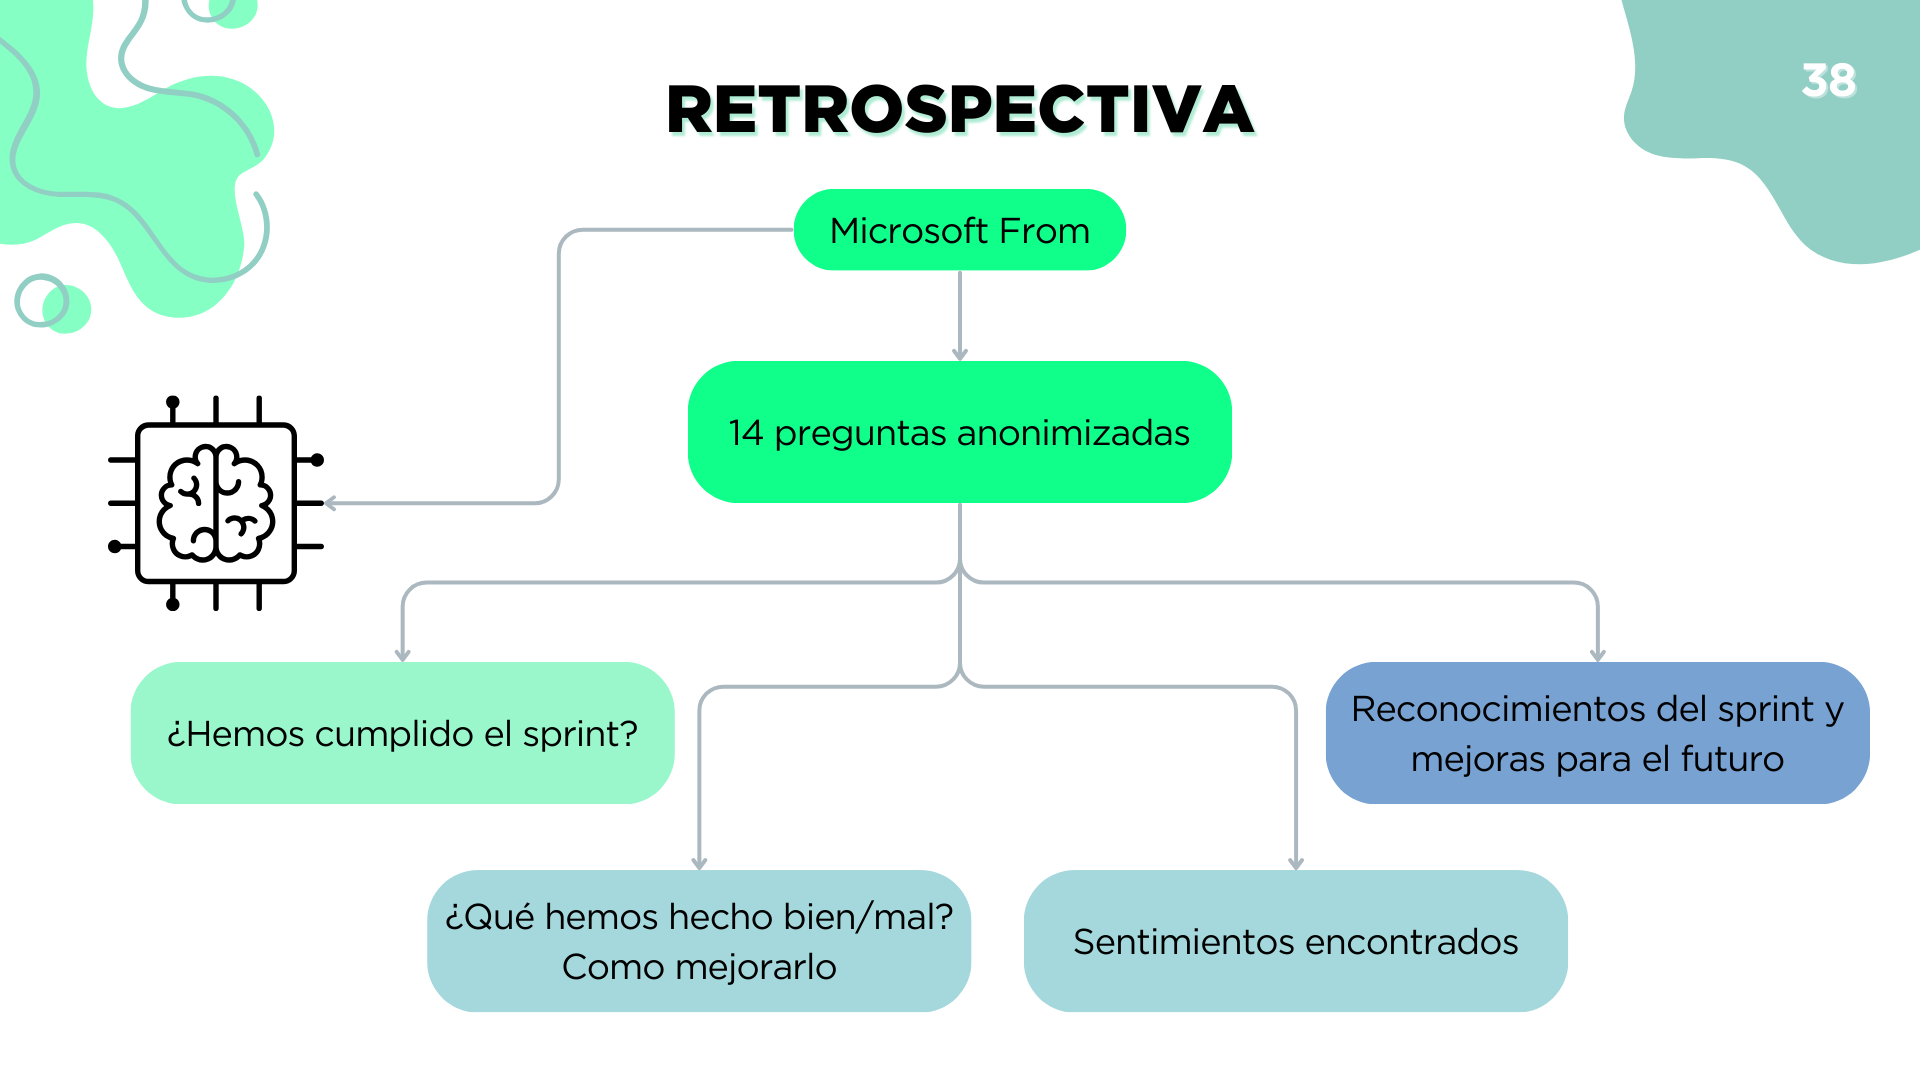 38
RETROSPECTIVA
Microsoft From
14 preguntas anonimizadas
¿Hemos cumplido el sprint?
Reconocimientos del sprint y
mejoras para el futuro
¿Qué hemos hecho bien/mal?
Como mejorarlo
Sentimientos encontrados